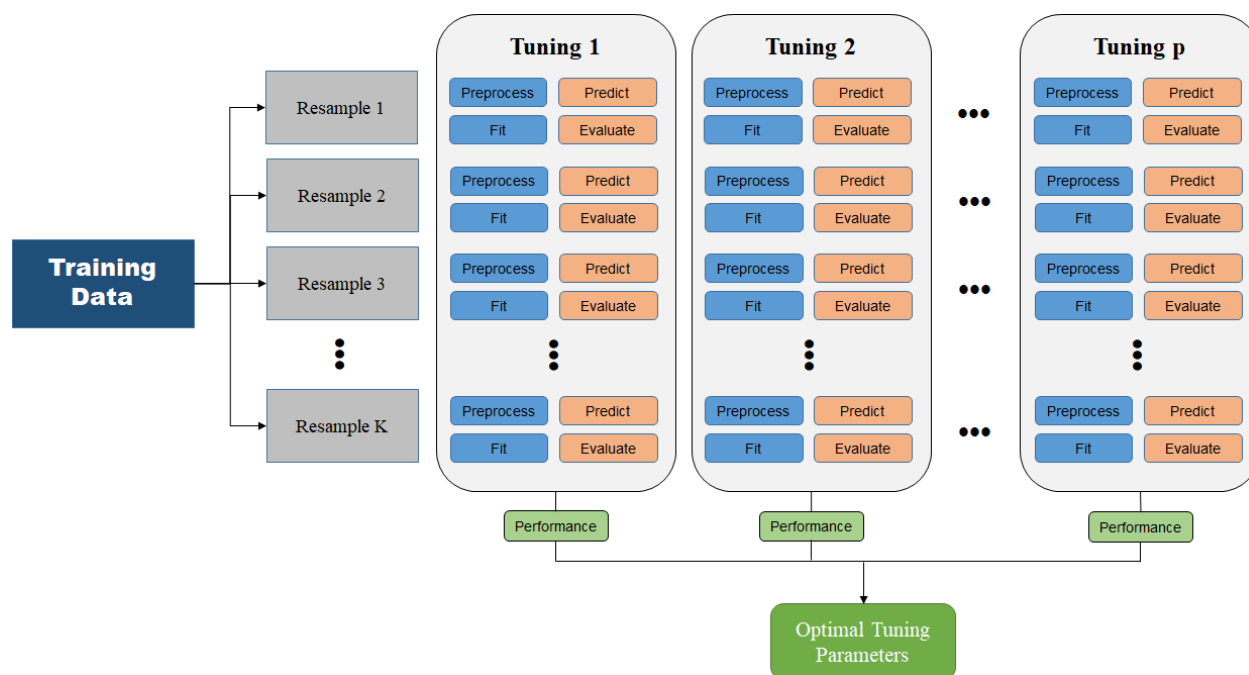 Tuning 1 Tuning 2 Tuning p
Resample 1
Preprocess Predict Preprocess Predict Preprocess Predict
Fit Evaluate Fit Evaluate Fit Evaluate
Resample 2
Preprocess Predict Preprocess Predict Preprocess Predict
Fit Evaluate Fit Evaluate Fit Evaluate
Training
Data
Resample 3
Preprocess Predict Preprocess Predict Preprocess Predict
Fit Evaluate Fit Evaluate Fit Evaluate
Resample K
Preprocess Predict Preprocess Predict Preprocess Predict
Fit Evaluate Fit Evaluate Fit Evaluate
Performance Performance Performance
Optimal Tuning
Parameters